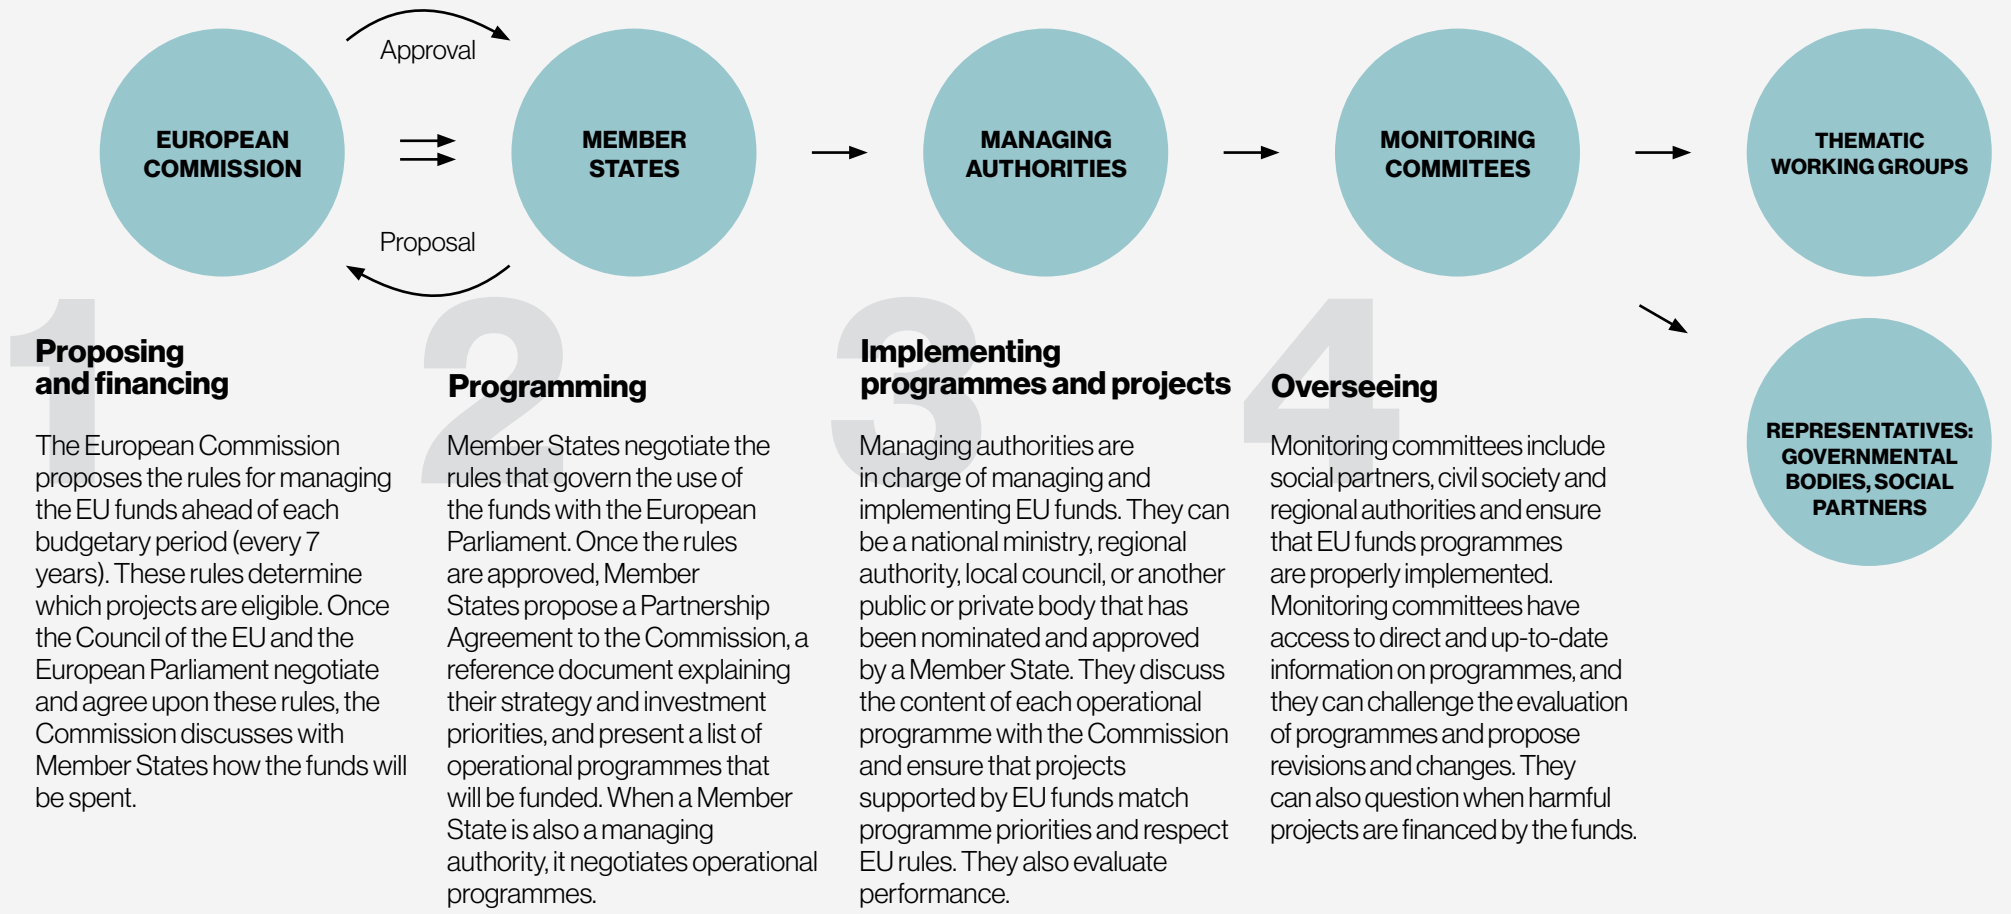 EUROPEAN
COMMISSION
Approval
Proposal
MEMBER
STATES
MANAGING
AUTHORITIES
MONITORING
COMMITEES
THEMATIC
WORKING GROUPS
REPRESENTATIVES:
GOVERNMENTAL
BODIES, SOCIAL
PARTNERS
1
Proposing
and financing
The European Commission
proposes the rules for managing
the EU funds ahead of each
budgetary period (every 7
years). These rules determine
which projects are eligible. Once
the Council of the EU and the
European Parliament negotiate
and agree upon these rules, the
Commission discusses with
Member States how the funds will
be spent.
2
Programming
Member States negotiate the
rules that govern the use of
the funds with the European
Parliament. Once the rules
are approved, Member
States propose a Partnership
Agreement to the Commission, a
reference document explaining
their strategy and investment
priorities, and present a list of
operational programmes that
will be funded. When a Member
State is also a managing
authority, it negotiates operational
programmes.
3
Implementing
programmes and projects
Managing authorities are
in charge of managing and
implementing EU funds. They can
be a national ministry, regional
authority, local council, or another
public or private body that has
been nominated and approved
by a Member State. They discuss
the content of each operational
programme with the Commission
and ensure that projects
supported by EU funds match
programme priorities and respect
EU rules. They also evaluate
performance.
4
Overseeing
Monitoring committees include
social partners, civil society and
regional authorities and ensure
that EU funds programmes
are properly implemented.
Monitoring committees have
access to direct and up-to-date
information on programmes, and
they can challenge the evaluation
of programmes and propose
revisions and changes. They
can also question when harmful
projects are financed by the funds.